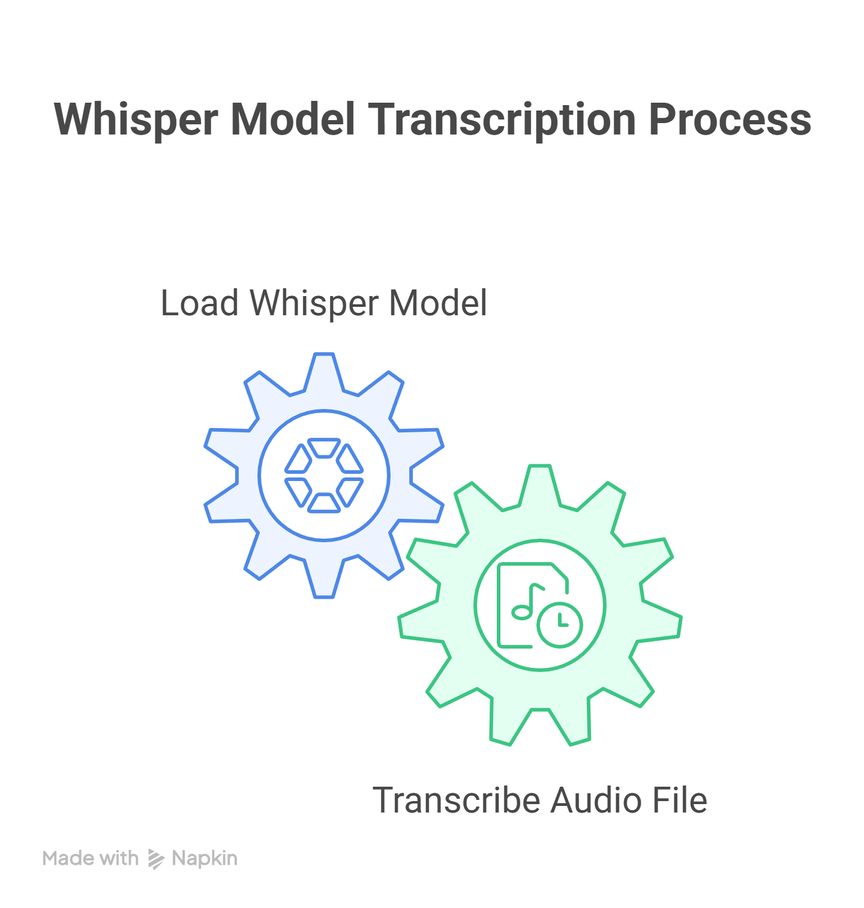 Whisper Model Transcription Process
Load Whisper Model
Transcribe Audio File
Made with Napkin